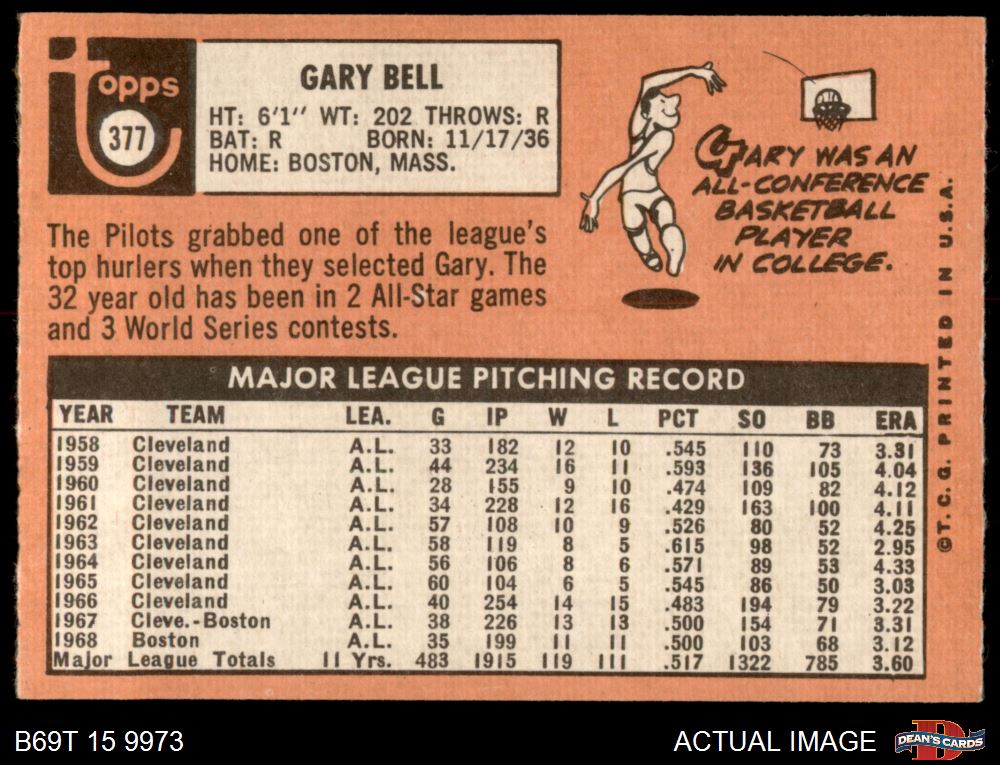 topps
377
GARY BELL
HT: 6'1'' WT: 202 THROWS: R
BAT: R BORN: 11/17/36
HOME: BOSTON, MASS.
GARY WAS AN
ALL-CONFERENCE
BASKETBALL
PLAYER
IN COLLEGE.
The Pilots grabbed one of the league's
top hurlers when they selected Gary. The
32 year old has been in 2 All-Star games
and 3 World Series contests.
©T.C.G. PRINTED IN U.S.A.
MAJOR LEAGUE PITCHING RECORD
YEAR TEAM LEA. G IP W L PCT SO BB ERA
1958 Cleveland A.L. 33 182 12 10 .545 110 73 3.31
1959 Cleveland A.L. 44 234 16 11 .593 136 105 4.04
1960 Cleveland A.L. 28 155 9 10 .474 109 82 4.12
1961 Cleveland A.L. 34 228 12 16 .429 163 100 4.11
1962 Cleveland A.L. 57 108 10 9 .526 80 52 4.25
1963 Cleveland A.L. 58 119 8 5 .615 98 52 2.95
1964 Cleveland A.L. 56 106 8 6 .571 89 53 4.33
1965 Cleveland A.L. 60 104 6 5 .545 86 50 3.03
1966 Cleveland A.L. 40 254 14 15 .483 194 79 3.22
1967 Cleve.-Boston A.L. 38 226 13 13 .500 154 71 3.31
1968 Boston A.L. 35 199 11 11 .500 103 68 3.12
Major League Totals 11 Yrs. 483 1915 119 111 .517 1322 785 3.60
B69T 15 9973
ACTUAL IMAGE
D
DEAN'S CARDS